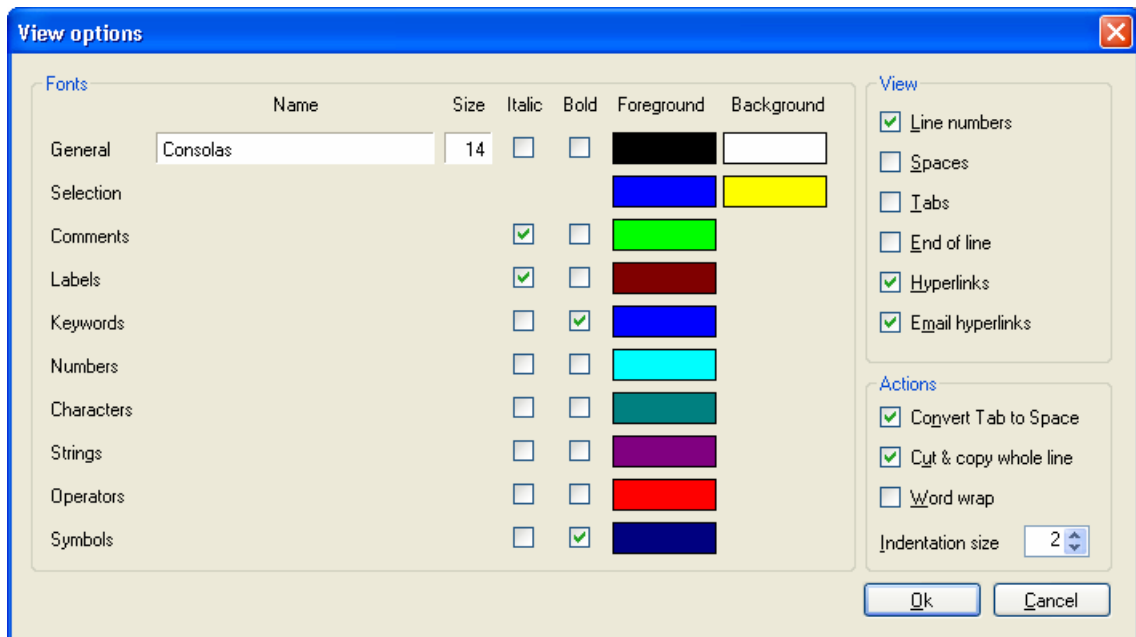 View options
Fonts
Name Size Italic Bold Foreground Background
General Consolas 14
Selection
Comments
Labels
Keywords
Numbers
Characters
Strings
Operators
Symbols
View
Line numbers
Spaces
Tabs
End of line
Hyperlinks
Email hyperlinks
Actions
Convert Tab to Space
Cut & copy whole line
Word wrap
Indentation size 2
Ok Cancel